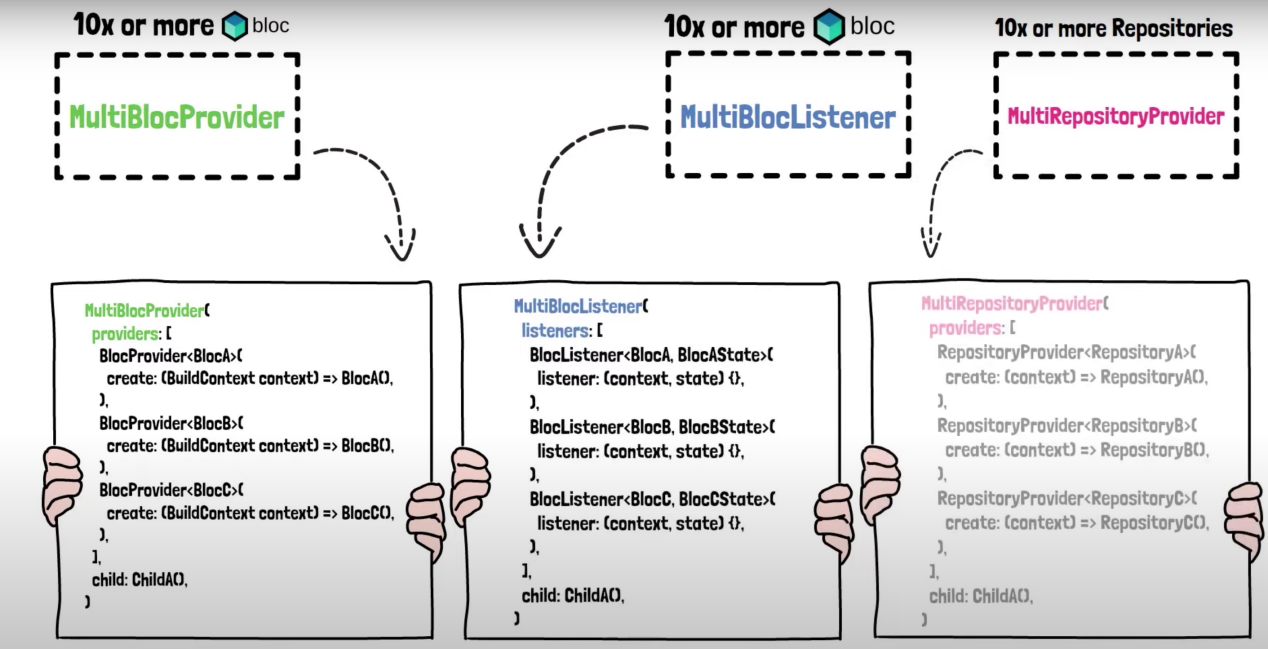 10x or more bloc
MultiBlocProvider
10x or more bloc
MultiBlocListener
10x or more Repositories
MultiRepositoryProvider
MultiBlocProvider(
providers: [
BlocProvider<BlocA>(
create: (BuildContext context) => BlocA(),
),
BlocProvider<BlocB>(
create: (BuildContext context) => BlocB(),
),
BlocProvider<BlocC>(
create: (BuildContext context) => BlocC(),
),
],
child: ChildA(),
)
MultiBlocListener(
listeners: [
BlocListener<BlocA, BlocAState>(
listener: (context, state) {},
),
BlocListener<BlocB, BlocBState>(
listener: (context, state) {},
),
BlocListener<BlocC, BlocCState>(
listener: (context, state) {},
),
],
child: ChildA(),
)
MultiRepositoryProvider(
providers: [
RepositoryProvider<RepositoryA>(
create: (context) => RepositoryA(),
),
RepositoryProvider<RepositoryB>(
create: (context) => RepositoryB(),
),
RepositoryProvider<RepositoryC>(
create: (context) => RepositoryC(),
),
],
child: ChildA(),
)